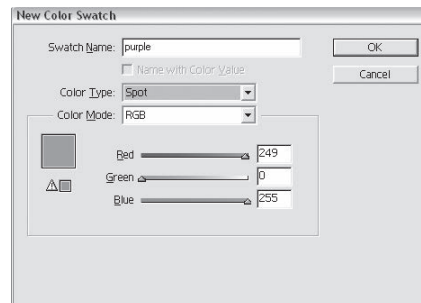 New Color Swatch
Swatch Name: purple
OK
Name with Color Value
Cancel
Color Type: Spot
Color Mode: RGB
Red 249
Green 0
Blue 255